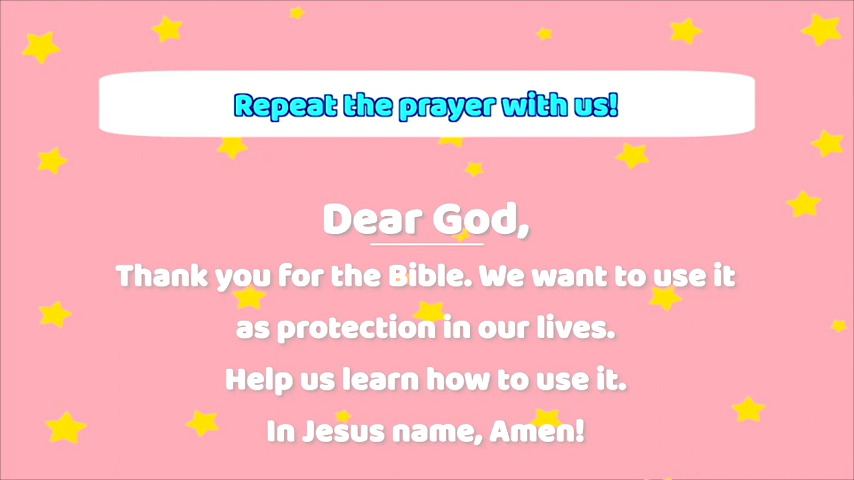 Repeat the prayer with us!
Dear God,
Thank you for the Bible. We want to use it
as protection in our lives.
Help us learn how to use it.
In Jesus name, Amen!